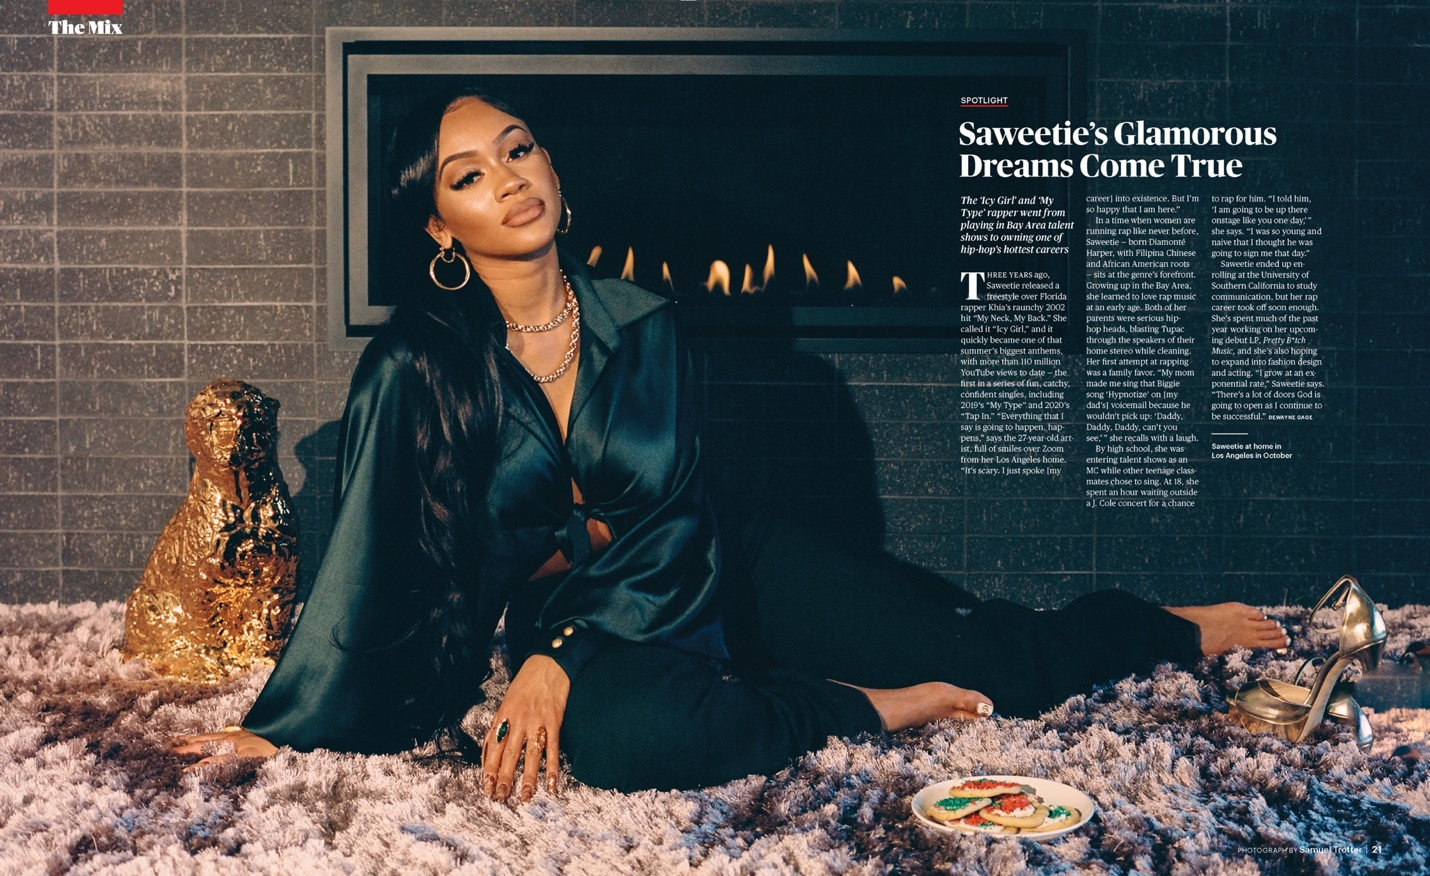 The Mix
SPOTLIGHT
Saweetie's Glamorous
Dreams Come True
The 'Icy Girl' and 'My
Type' rapper went from
playing in Bay Area talent
shows to owning one of
hip-hop's hottest careers
THREE YEARS ago,
Saweetie released a
freestyle over Florida
rapper Khia's raunchy 2002
hit "My Neck, My Back." She
called it "Icy Girl," and it
quickly became one of that
summer's biggest anthems,
with more than 110 million
YouTube views to date – the
first in a series of fun, catchy,
confident singles, including
2019's "My Type" and 2020's
"Tap In." "Everything that I
say is going to happen, hap-
pens," says the 27-year-old art-
ist, full of smiles over Zoom
from her Los Angeles home.
"It's scary. I just spoke [my
career] into existence. But I'm
so happy that I am here."
In a time when women are
running rap like never before,
Saweetie – born Diamonté
Harper, with Filipina Chinese
and African American roots
– sits at the genre's forefront.
Growing up in the Bay Area,
she learned to love rap music
at an early age. Both of her
parents were serious hip-
hop heads, blasting Tupac
through the speakers of their
home stereo while cleaning.
Her first attempt at rapping
was a family favor. "My mom
made me sing that Biggie
song 'Hypnotize' on [my
dad's] voicemail because he
wouldn't pick up: 'Daddy,
Daddy, Daddy, can't you
see,' " she recalls with a laugh.
By high school, she was
entering talent shows as an
MC while other teenage class-
mates chose to sing. At 18, she
spent an hour waiting outside
a J. Cole concert for a chance
to rap for him. "I told him,
'I am going to be up there
onstage like you one day,' "
she says. "I was so young and
naive that I thought he was
going to sign me that day."
Saweetie ended up en-
rolling at the University of
Southern California to study
communication, but her rap
career took off soon enough.
She's spent much of the past
year working on her upcom-
ing debut LP, Pretty B*tch
Music, and she's also hoping
to expand into fashion design
and acting. "I grow at an ex-
ponential rate," Saweetie says.
"There's a lot of doors God is
going to open as I continue to
be successful." DEWAYNE GAGE
Saweetie at home in
Los Angeles in October
PHOTOGRAPH BY Samuel Trotter | 21